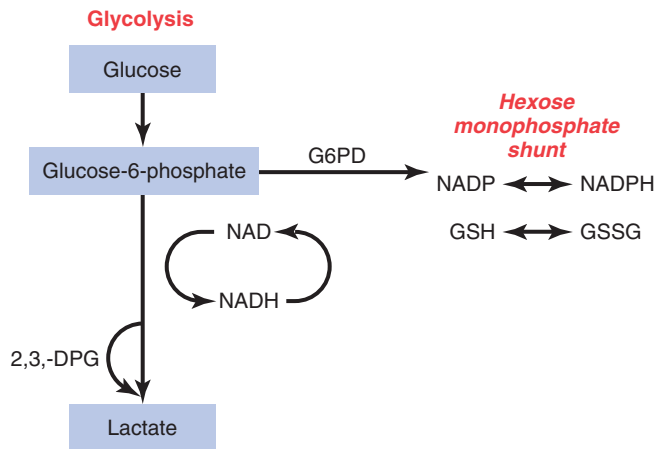 Glycolysis
Glucose
Hexose
monophosphate
shunt
G6PD
Glucose-6-phosphate
NADP
NADPH
GSH
GSSG
NAD
NADH
2,3,-DPG
Lactate